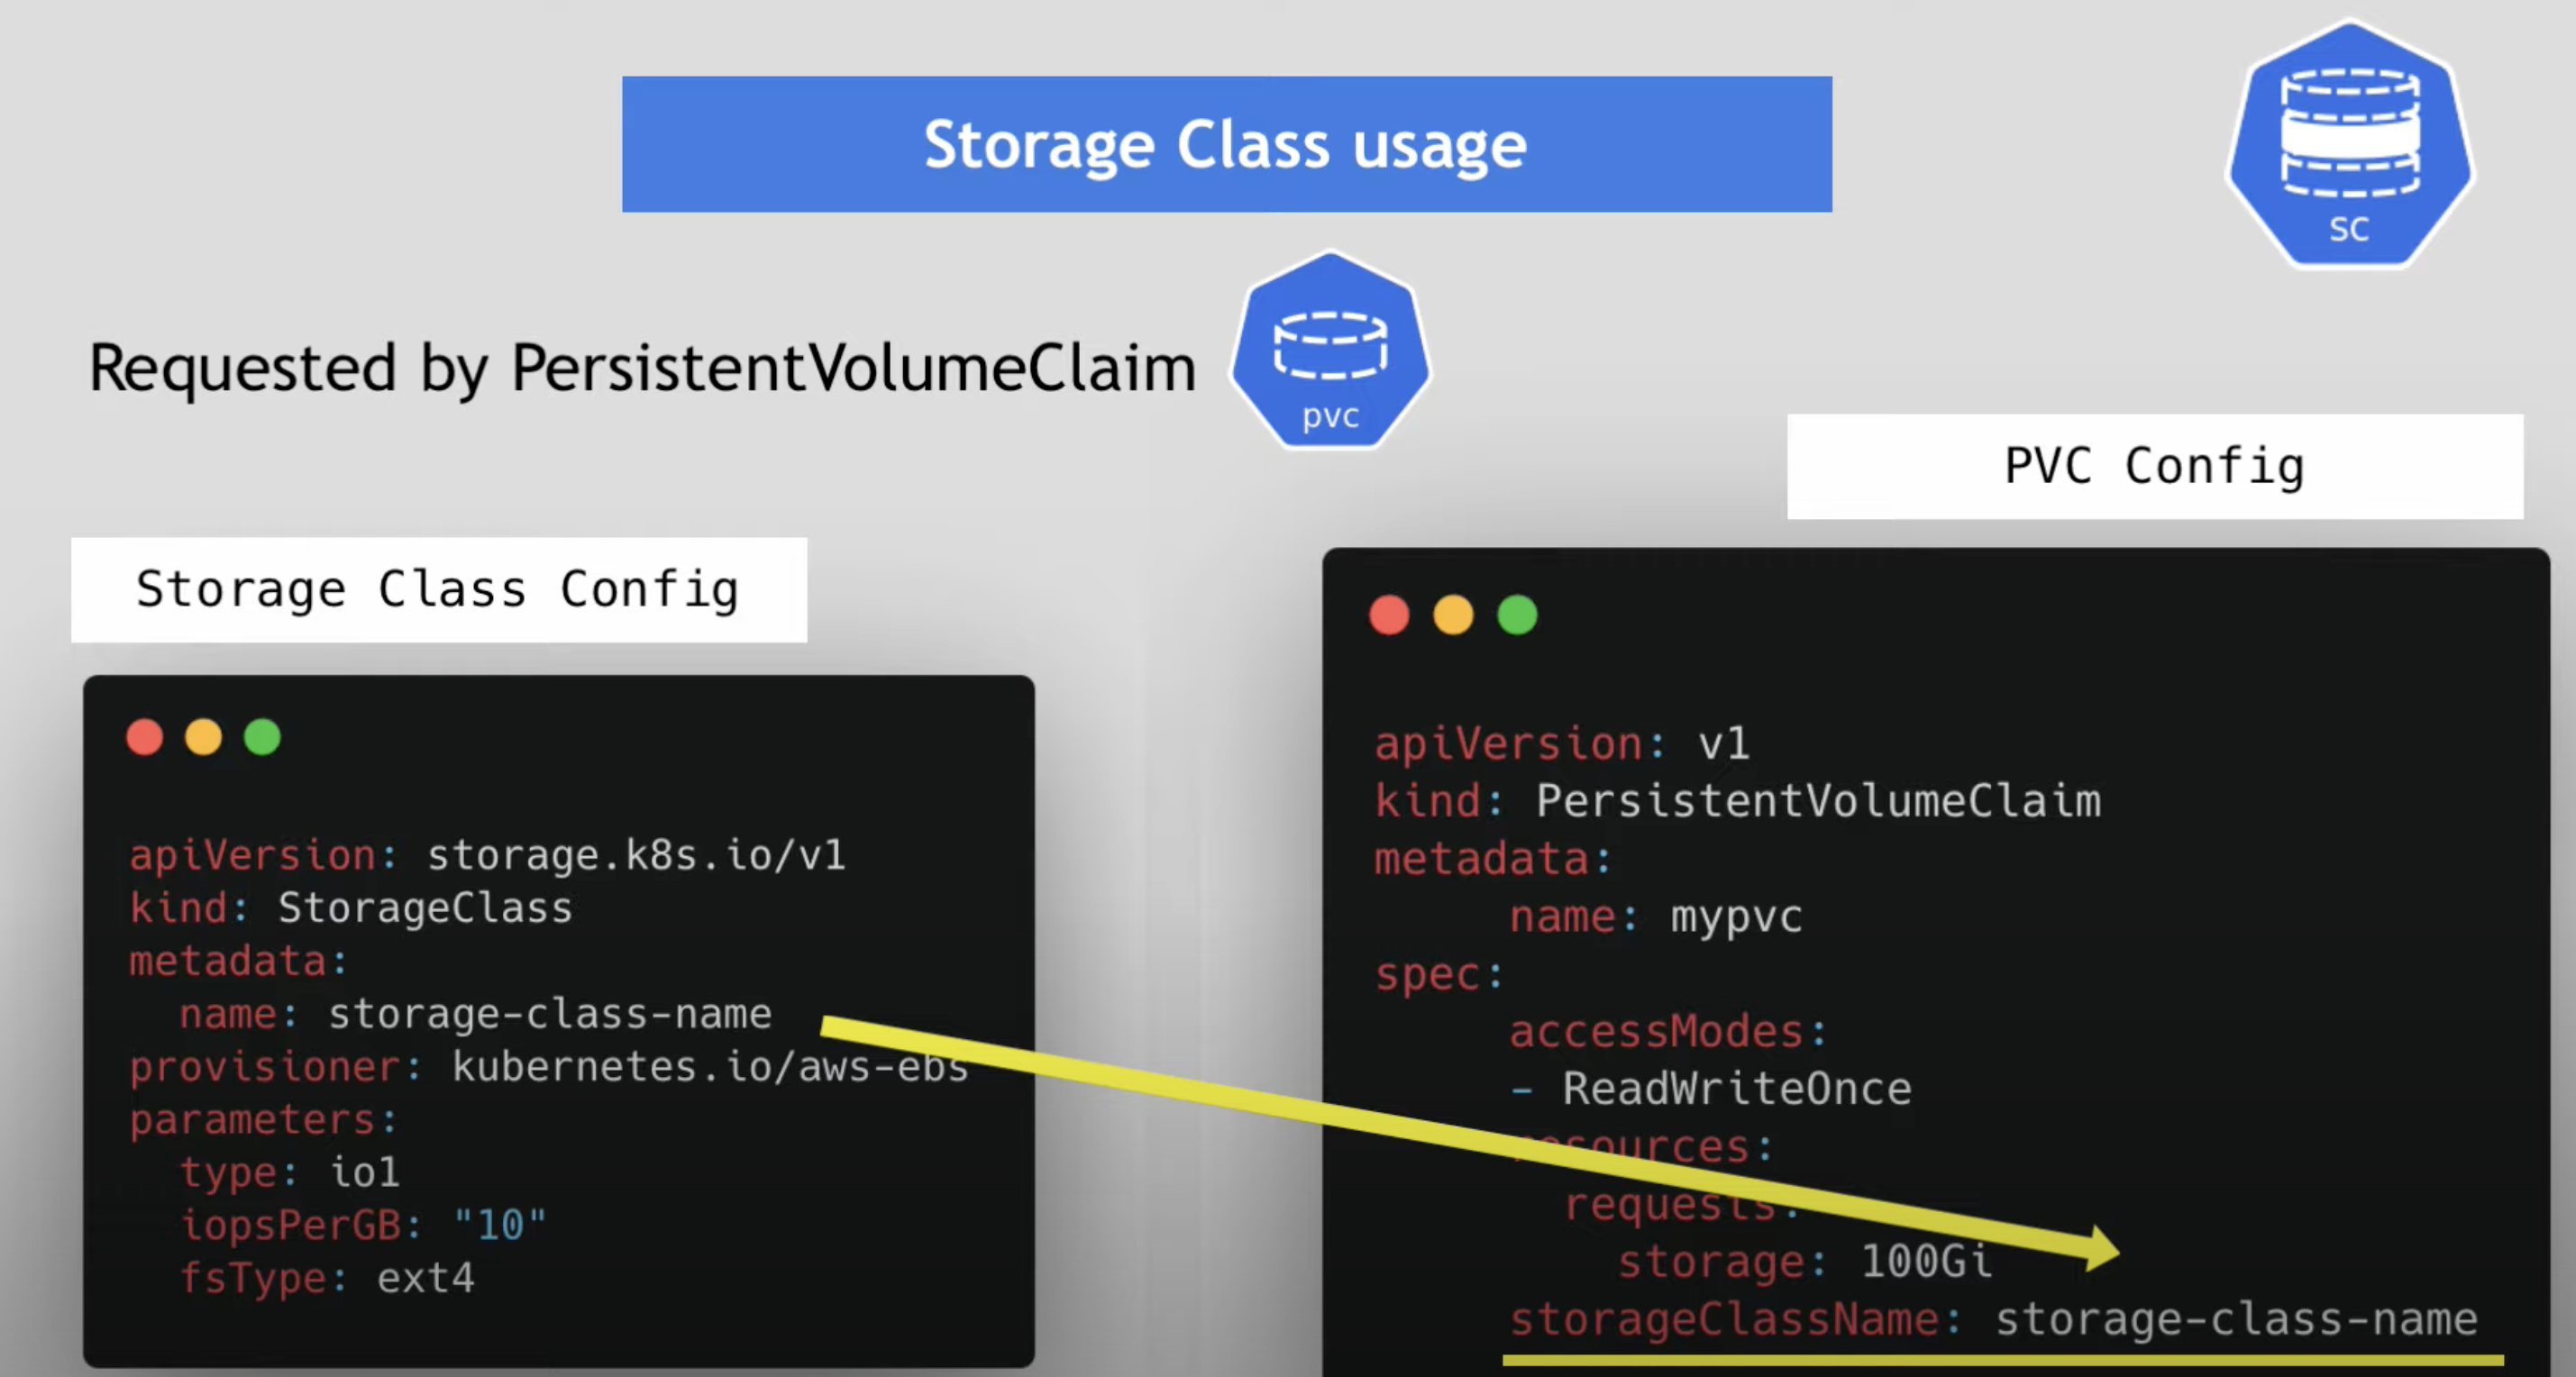 Storage Class usage
sc
Requested by PersistentVolumeClaim
pvc
Storage Class Config
apiVersion: storage.k8s.io/v1
kind: StorageClass
metadata:
  name: storage-class-name
provisioner: kubernetes.io/aws-ebs
parameters:
  type: io1
  iopsPerGB: "10"
  fsType: ext4
PVC Config
apiVersion: v1
kind: PersistentVolumeClaim
metadata:
     name: mypvc
spec:
     accessModes:
     - ReadWriteOnce
     resources:
       requests:
         storage: 100Gi
     storageClassName: storage-class-name